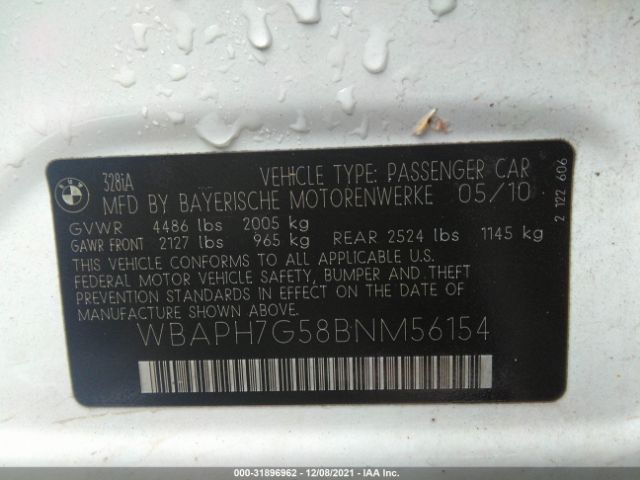 BMW
328iA
VEHICLE TYPE: PASSENGER CAR
MFD BY BAYERISCHE MOTORENWERKE 05/10
GVWR 4486 lbs 2005 kg
GAWR FRONT 2127 lbs 965 kg REAR 2524 lbs 1145 kg
THIS VEHICLE CONFORMS TO ALL APPLICABLE U.S.
FEDERAL MOTOR VEHICLE SAFETY, BUMPER AND THEFT
PREVENTION STANDARDS IN EFFECT ON THE DATE OF
MANUFACTURE SHOWN ABOVE.
WBAPH7G58BNM56154
2 122 606
000-31896962 - 12/08/2021 - IAA Inc.